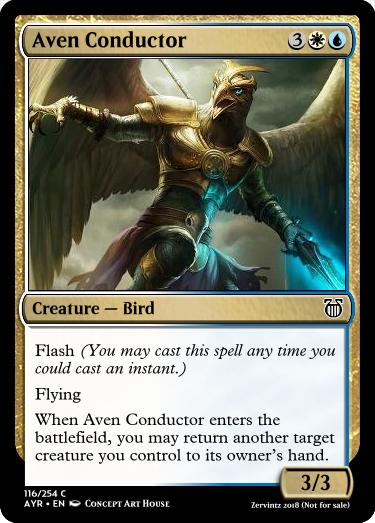 Aven Conductor 3
Creature — Bird
Flash (You may cast this spell any time you
could cast an instant.)
Flying
When Aven Conductor enters the
battlefield, you may return another target
creature you control to its owner's hand.
3/3
116/254 C
AYR • EN Concept Art House
Zervintz 2018 (Not for sale)